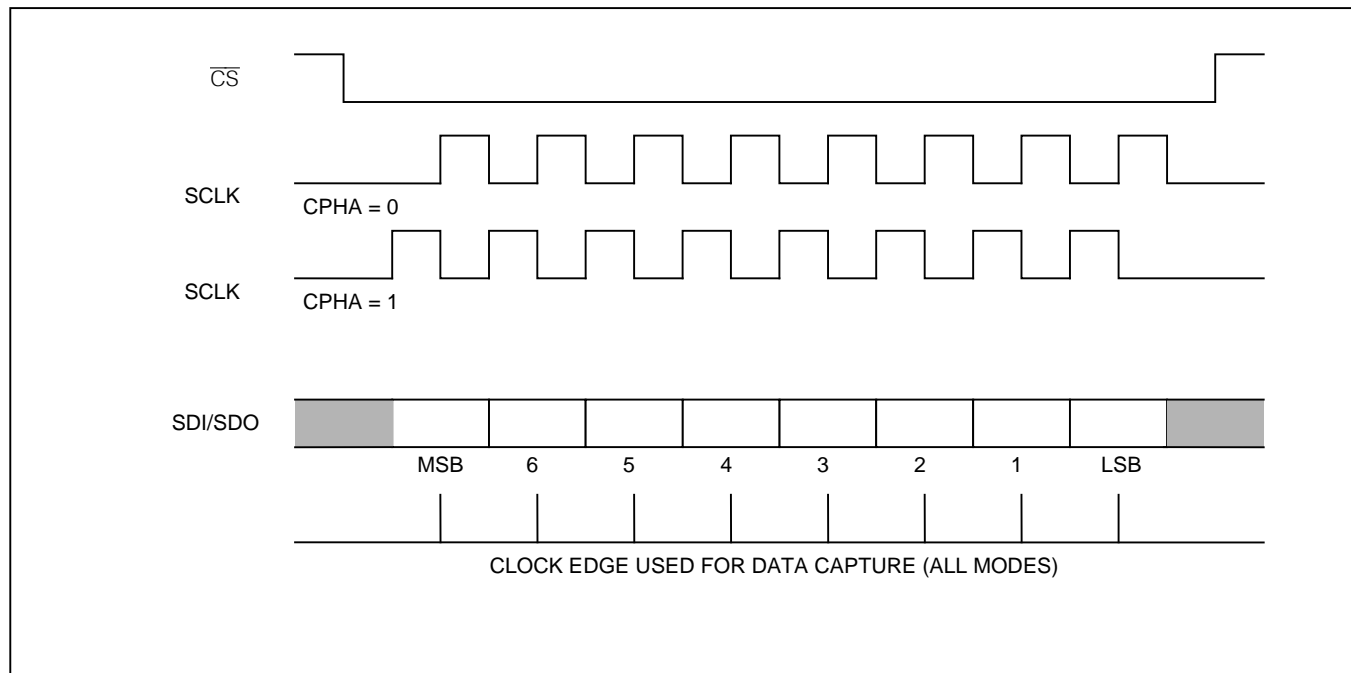 C̅S̅
SCLK
CPHA = 0
SCLK
CPHA = 1
SDI/SDO
MSB 6 5 4 3 2 1 LSB
CLOCK EDGE USED FOR DATA CAPTURE (ALL MODES)